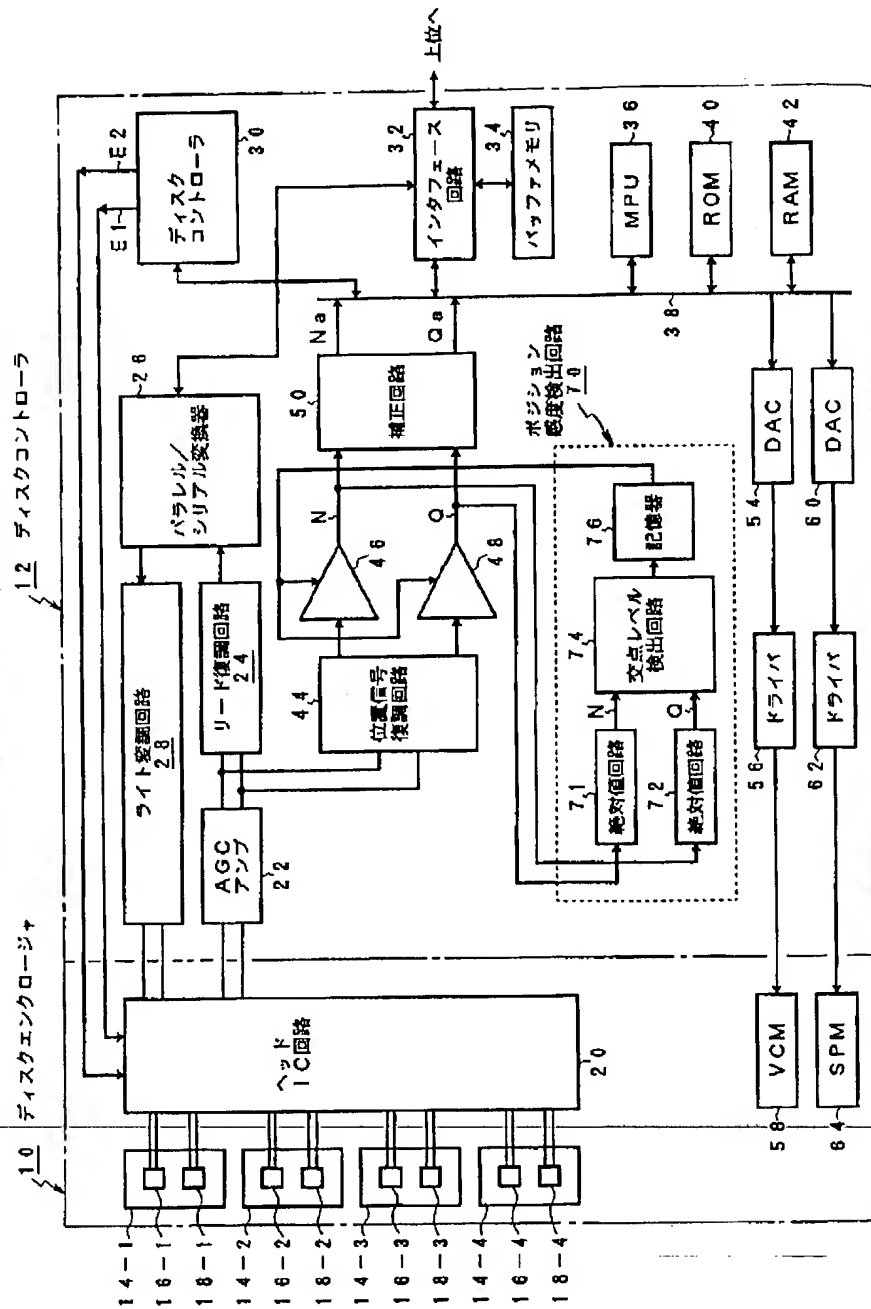 10 ディスクエンクロージャ
12 ディスクコントローラ
14-1
16-1
18-1
14-2
16-2
18-2
14-3
16-3
18-3
14-4
16-4
18-4
ヘッド
IC回路
20
ライト変調回路
28
リード復調回路
24
AGC
アンプ
22
パラレル/
シリアル変換器
26
ディスク
コントローラ
30
E1
E2
位置信号
復調回路
44
46
48
N
Q
補正回路
50
Na
Qa
インタフェース
回路
32
上位へ
バッファメモリ
34
ポジション
感度検出回路
70
絶対値回路
71
絶対値回路
72
N
Q
交点レベル
検出回路
74
記憶器
76
MPU
36
ROM
40
RAM
42
38
DAC
54
DAC
60
ドライバ
56
ドライバ
62
VCM
58
SPM
64